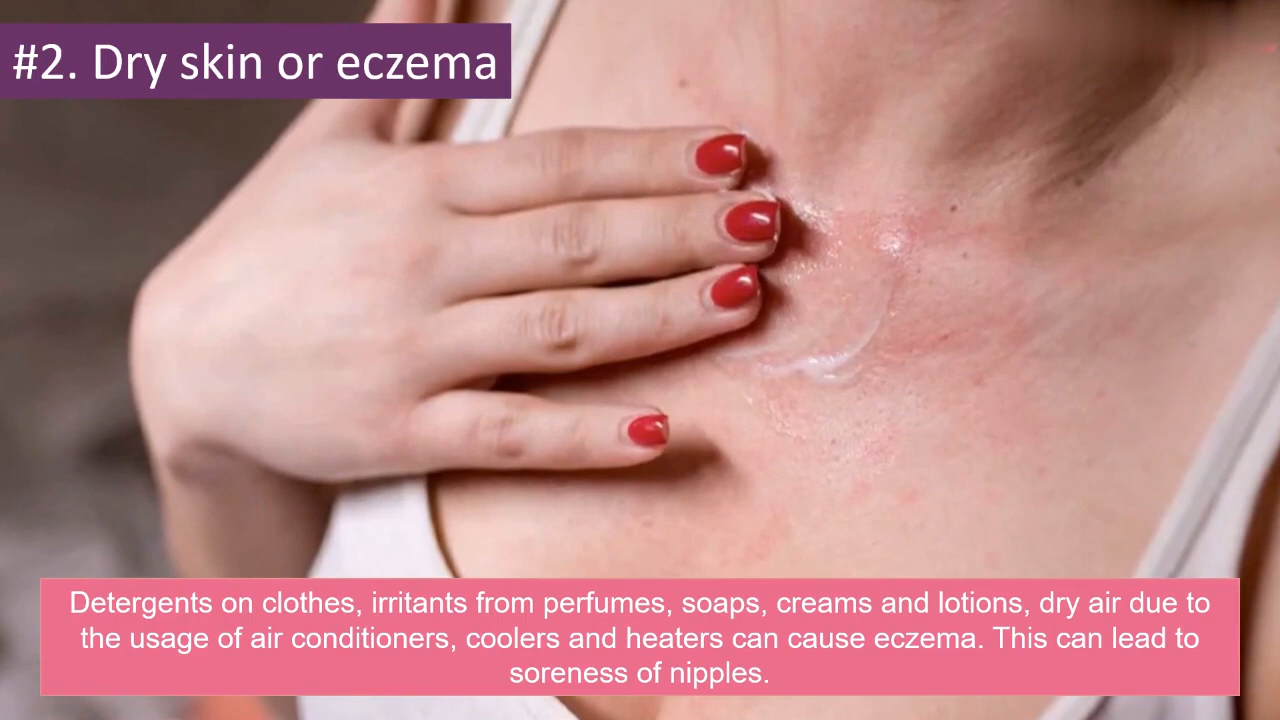 #2. Dry skin or eczema
Detergents on clothes, irritants from perfumes, soaps, creams and lotions, dry air due to
the usage of air conditioners, coolers and heaters can cause eczema. This can lead to
soreness of nipples.